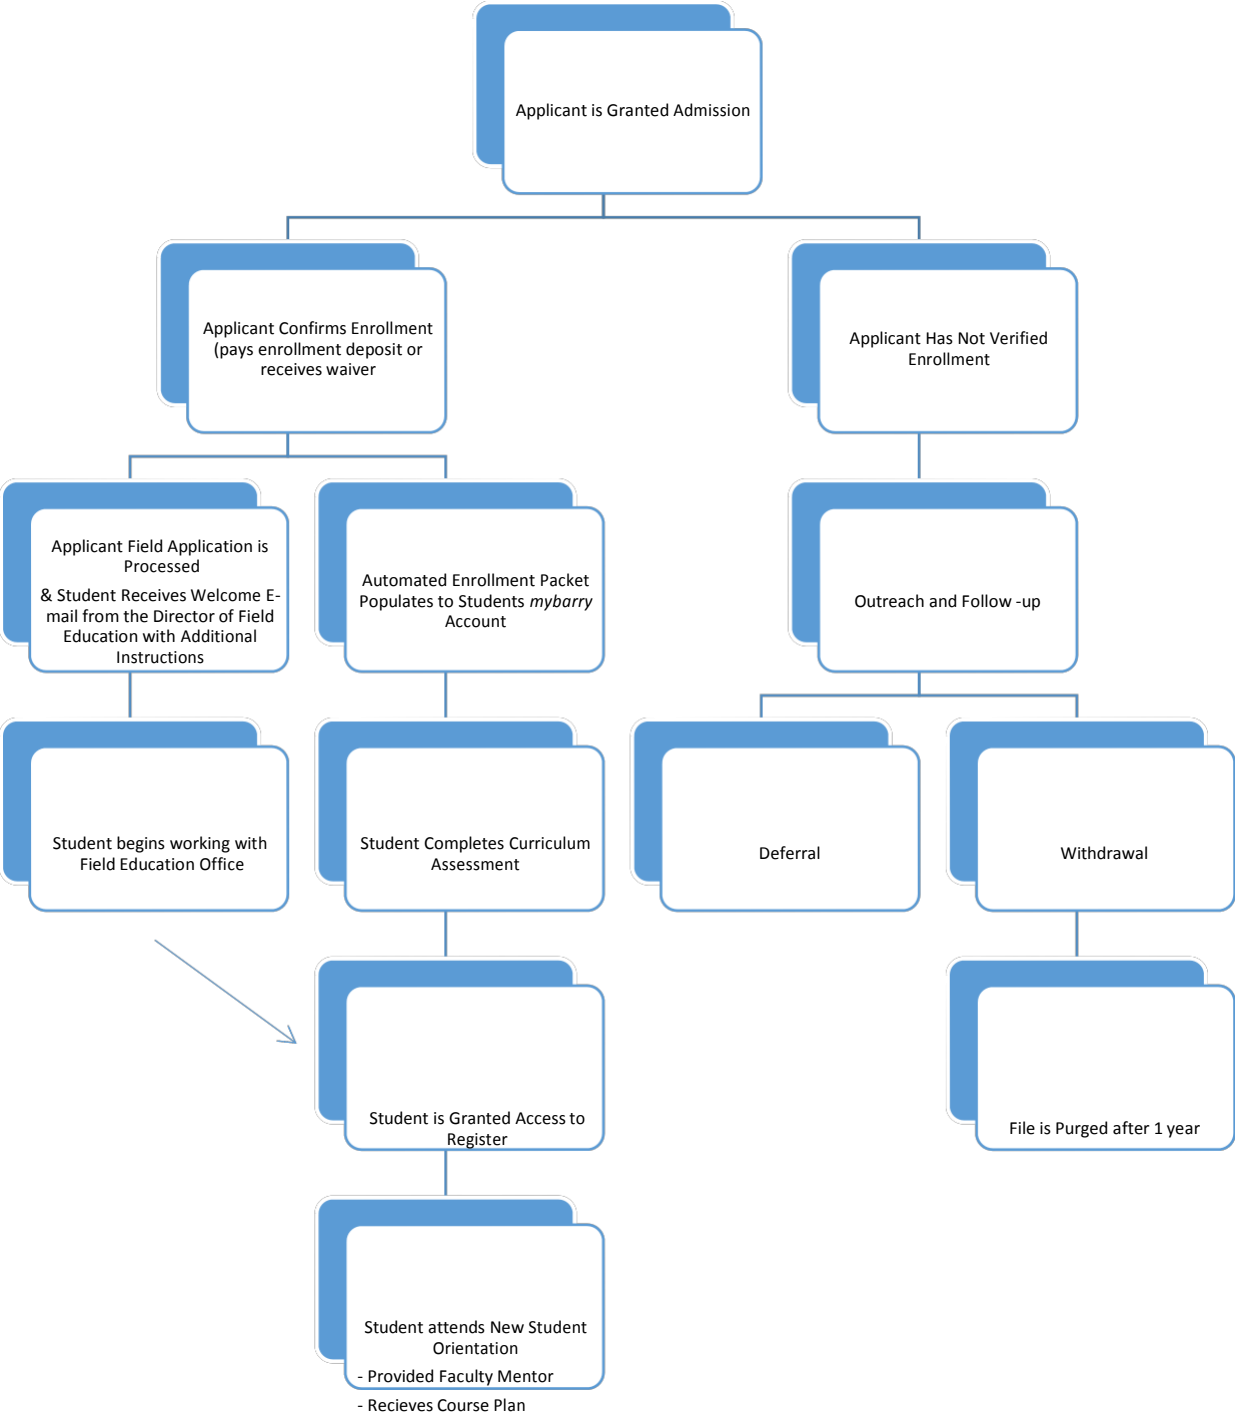 Applicant is Granted Admission
Applicant Confirms Enrollment
(pays enrollment deposit or
receives waiver
Applicant Has Not Verified
Enrollment
Applicant Field Application is
Processed
& Student Receives Welcome E-
mail from the Director of Field
Education with Additional
Instructions
Automated Enrollment Packet
Populates to Students mybarry
Account
Outreach and Follow -up
Student begins working with
Field Education Office
Student Completes Curriculum
Assessment
Deferral
Withdrawal
Student is Granted Access to
Register
File is Purged after 1 year
Student attends New Student
Orientation
- Provided Faculty Mentor
- Recieves Course Plan